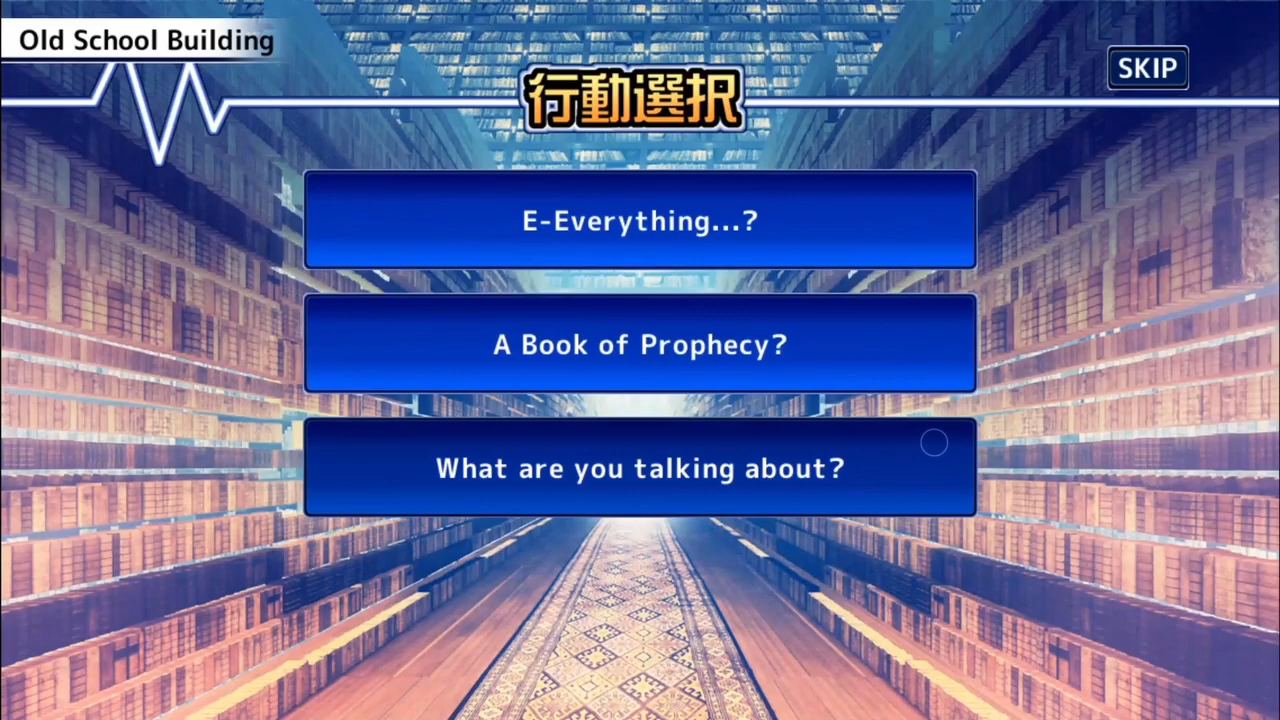 Old School Building
SKIP
行動選択
E-Everything...?
A Book of Prophecy?
What are you talking about?